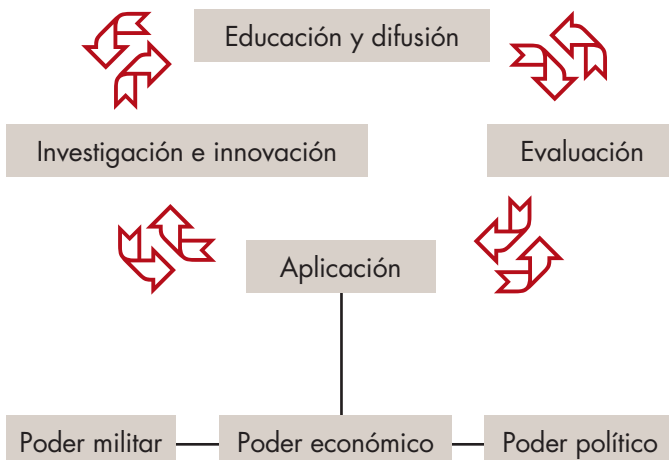 Educación y difusión
Investigación e innovación
Evaluación
Aplicación
Poder militar
Poder económico
Poder político